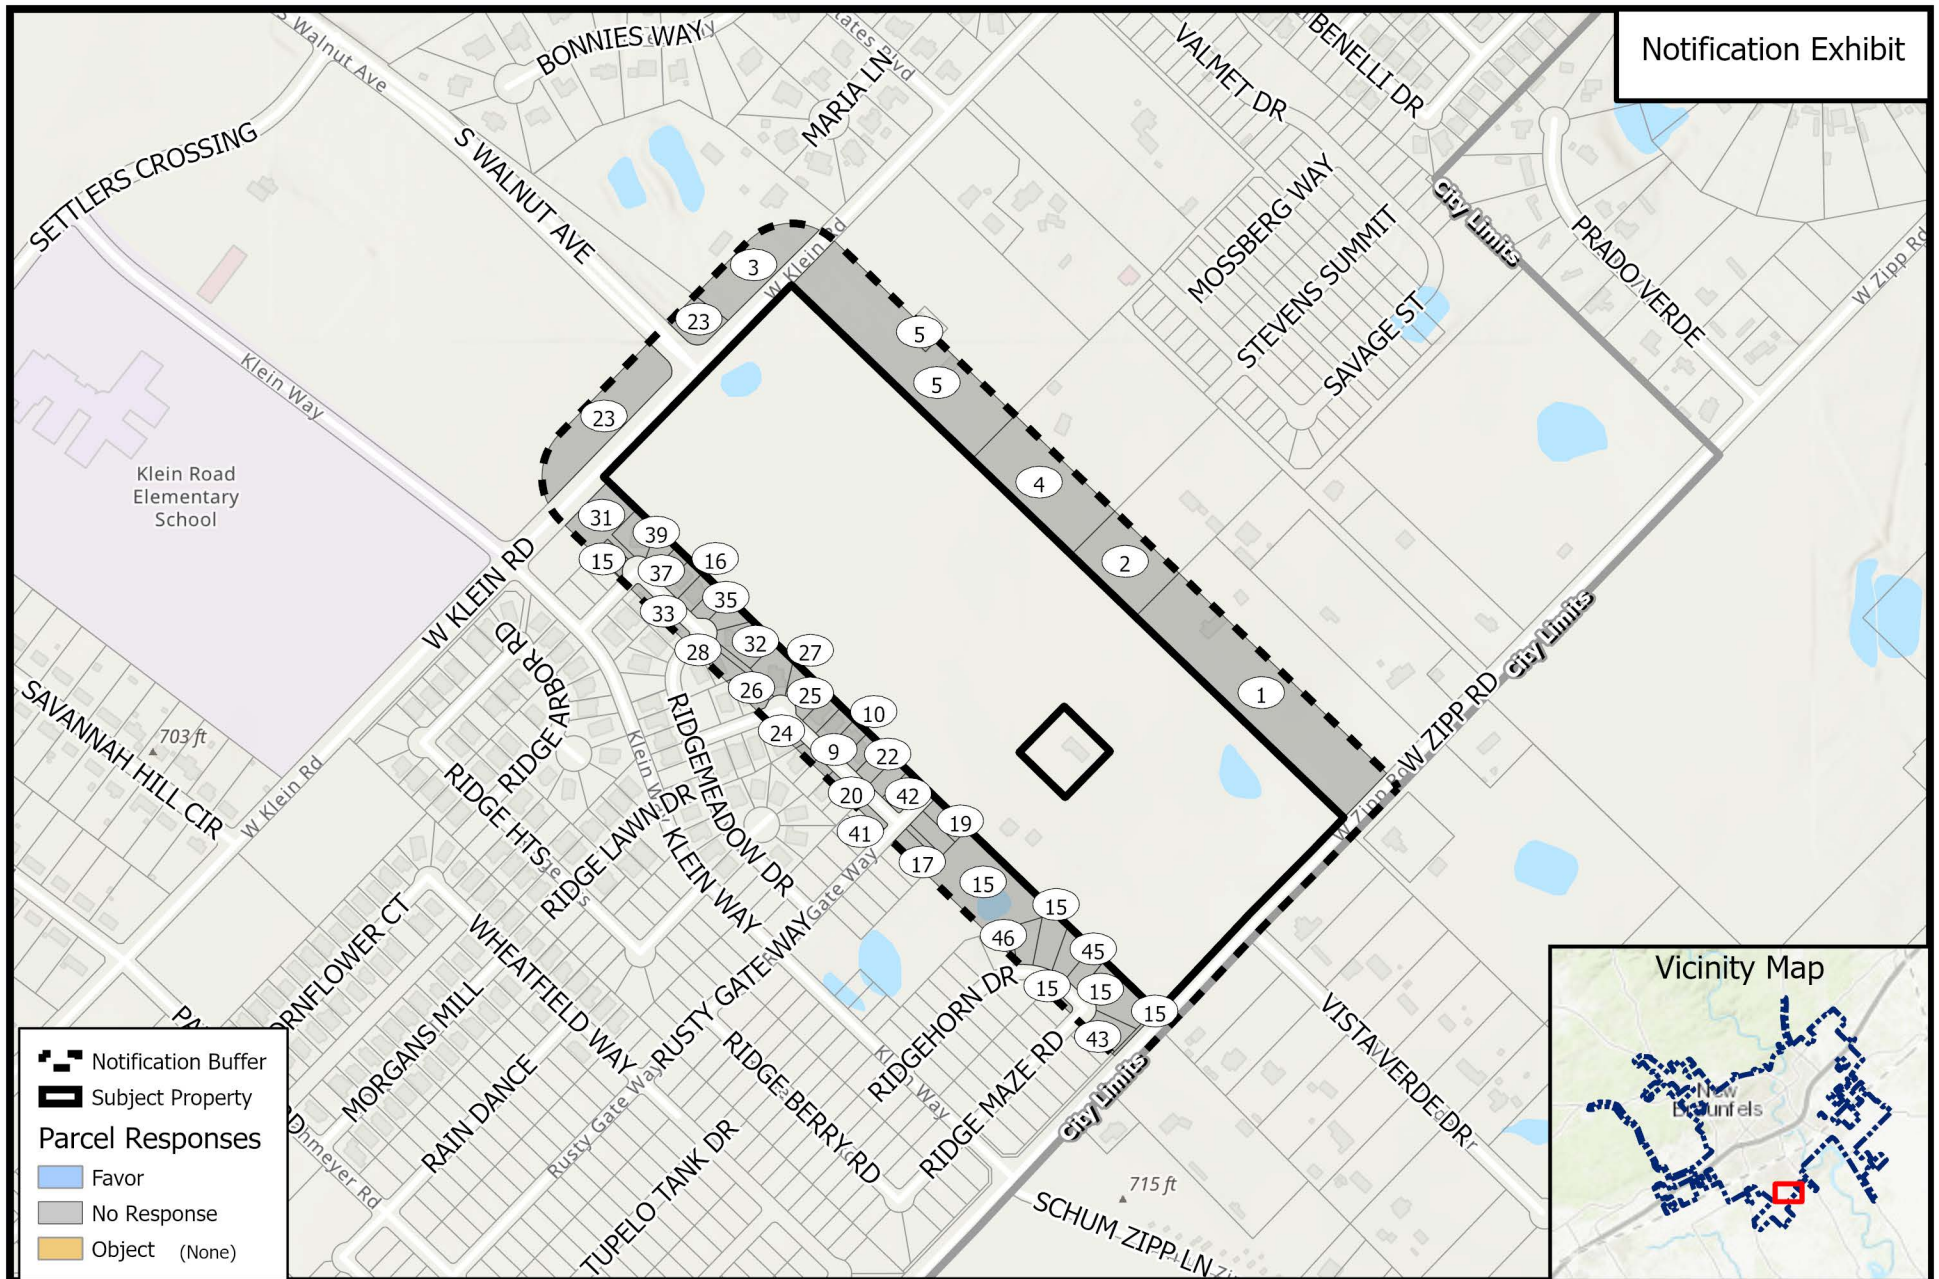 Notification Exhibit
S Walnut Ave
BONNIES WAY
MARIA LN
VALMET DR
BENELLI DR
SETTLERS CROSSING
S WALNUT AVE
City Limits
MOSSBERG WAY
STEVENS SUMMIT
SAVAGE ST
PRADO VERDE
W Zipp Rd
W Klein Rd
3
23
5
5
23
Klein Way
4
Klein Road
Elementary
School
31
39
16
15
37
2
35
33
W KLEIN RD
32
27
28
City Limits
26
25
1
10
24
9
22
20
42
41
19
17
15
15
46
45
15
15
15
43
RIDGE ARBOR RD
SAVANNAH HILL CIR
703 ft
W Klein Rd
RIDGE HTS
RIDGEMEADOW DR
RIDGE LAWN DR
KLEIN WAY
W ZIPP RD
W Zipp Rd
Gate Way
RUSTY GATE WAY
WHEATFIELD WAY
MORGANS MILL
RAIN DANCE
Rusty Gate Way
RIDGE BERRY RD
RIDGEHORN DR
Klein Way
RIDGE MAZE RD
City Limits
TUPELO TANK DR
VISTA VERDE DR
715 ft
SCHUM ZIPP LN
Notification Buffer
Subject Property
Parcel Responses
Favor
No Response
Object (None)
Vicinity Map
New
Braunfels